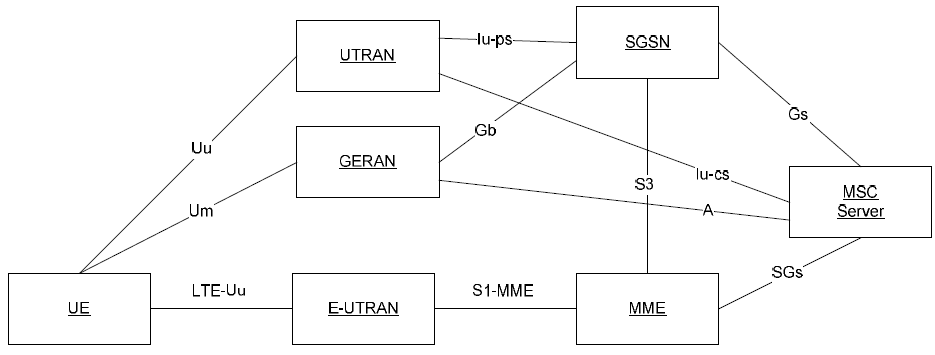 SGSN
UTRAN
Iu-ps
Gs
Gb
Uu
GERAN
Iu-cs
S3
MSC
Server
Um
A
SGs
LTE-Uu
S1-MME
UE
E-UTRAN
MME